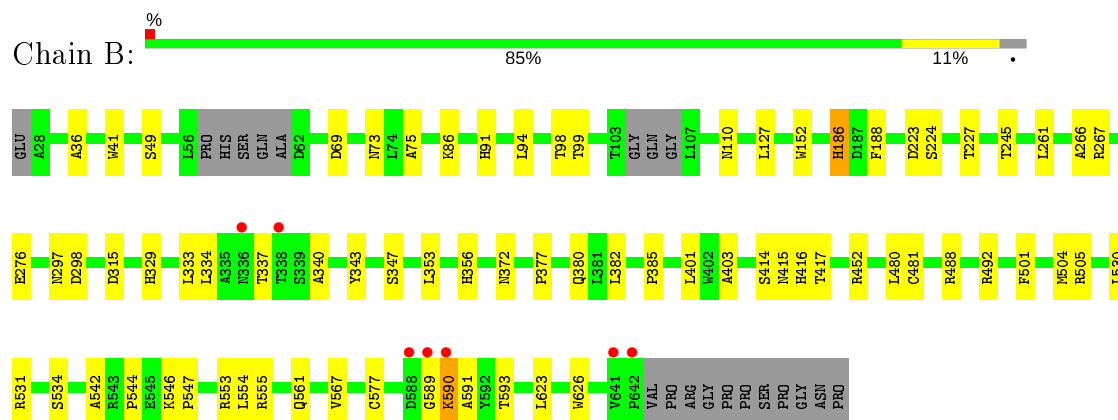 %
Chain B:
85%
11%
GLU A28 A36 W41 S49 L56 PRO HIS SER GLN ALA D62 D69 N73 L74 A75 K86 H91 L94 T98 T99 T103 GLY GLN GLY L107 N110 L127 W152 H186 D187 F188 D223 S224 T227 T245 L261 A266 R267
E276 N297 D298 D315 H329 L333 L334 A335 N336 T337 T338 S339 A340 Y343 S347 L353 H356 N372 P377 Q380 L381 L382 P385 L401 W402 A403 S414 N415 H416 T417 R452 L480 C481 R488 R492 F501 M504 R505 L530
R531 S534 A542 R543 P544 E545 K546 P547 R553 L554 R555 Q561 V567 C577 D588 G589 K590 A591 Y592 T593 L623 W626 V641 P642 VAL PRO ARG GLY PRO PRO SER PRO GLY ASN PRO